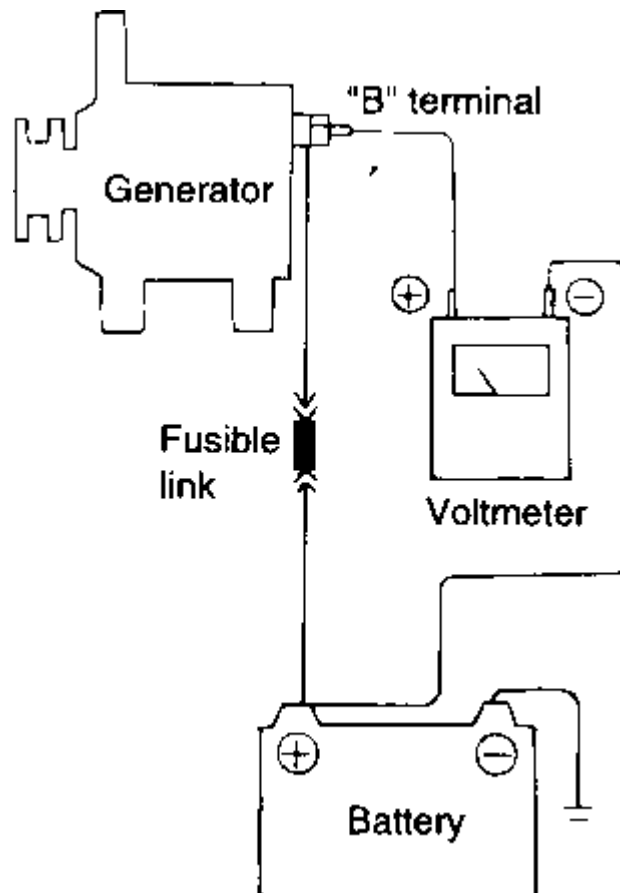 "B" terminal
Generator
+
−
Fusible
link
Voltmeter
+
−
Battery